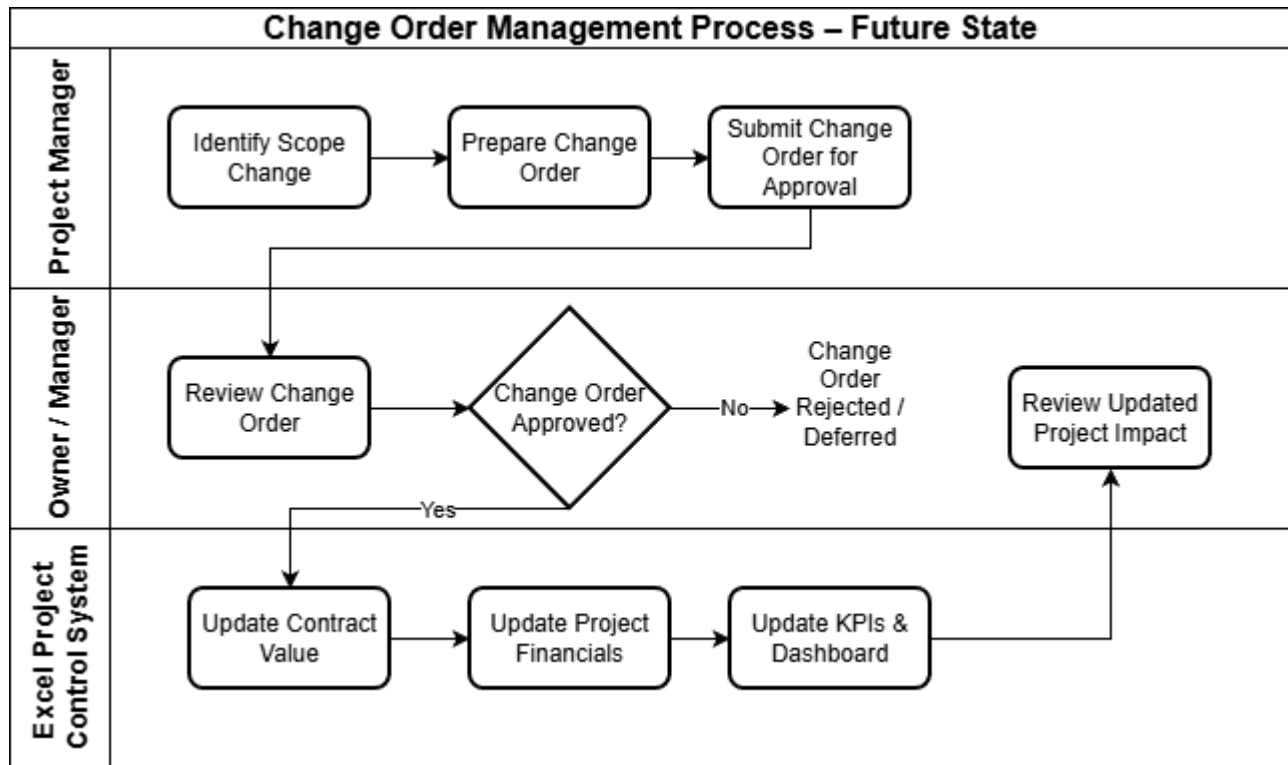 Change Order Management Process – Future State
Project Manager
Identify Scope
Change
Prepare Change
Order
Submit Change
Order for
Approval
Owner / Manager
Review Change
Order
Change Order
Approved?
No
Change
Order
Rejected /
Deferred
Review Updated
Project Impact
Yes
Excel Project
Control System
Update Contract
Value
Update Project
Financials
Update KPIs &
Dashboard